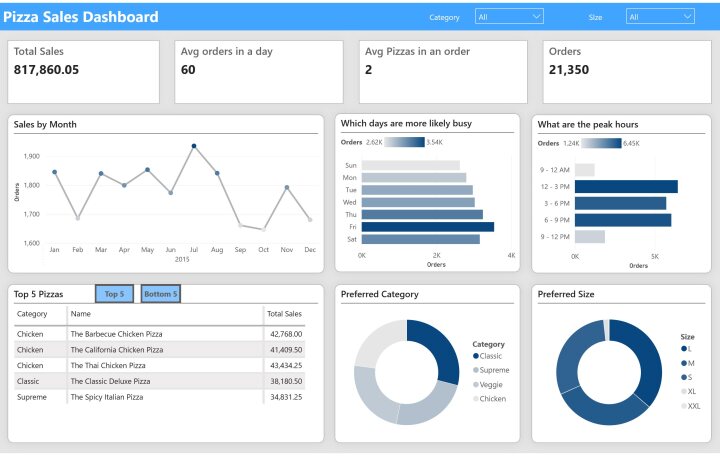 Pizza Sales Dashboard
Category All
Size All
Total Sales
817,860.05
Avg orders in a day
60
Avg Pizzas in an order
2
Orders
21,350
Sales by Month
Orders
1,900
1,800
1,700
1,600
Jan Feb Mar Apr May Jun Jul Aug Sep Oct Nov Dec
2015
Which days are more likely busy
Orders 2.62K 3.54K
Sun
Mon
Tue
Wed
Thu
Fri
Sat
0K 2K 4K
Orders
What are the peak hours
Orders 1.24K 6.45K
9 - 12 AM
12 - 3 PM
3 - 6 PM
6 - 9 PM
9 - 12 PM
0K 5K
Orders
Top 5 Pizzas Top 5 Bottom 5
Category Name Total Sales
Chicken The Barbecue Chicken Pizza 42,768.00
Chicken The California Chicken Pizza 41,409.50
Chicken The Thai Chicken Pizza 43,434.25
Classic The Classic Deluxe Pizza 38,180.50
Supreme The Spicy Italian Pizza 34,831.25
Preferred Category
Category
Classic
Supreme
Veggie
Chicken
Preferred Size
Size
L
M
S
XL
XXL